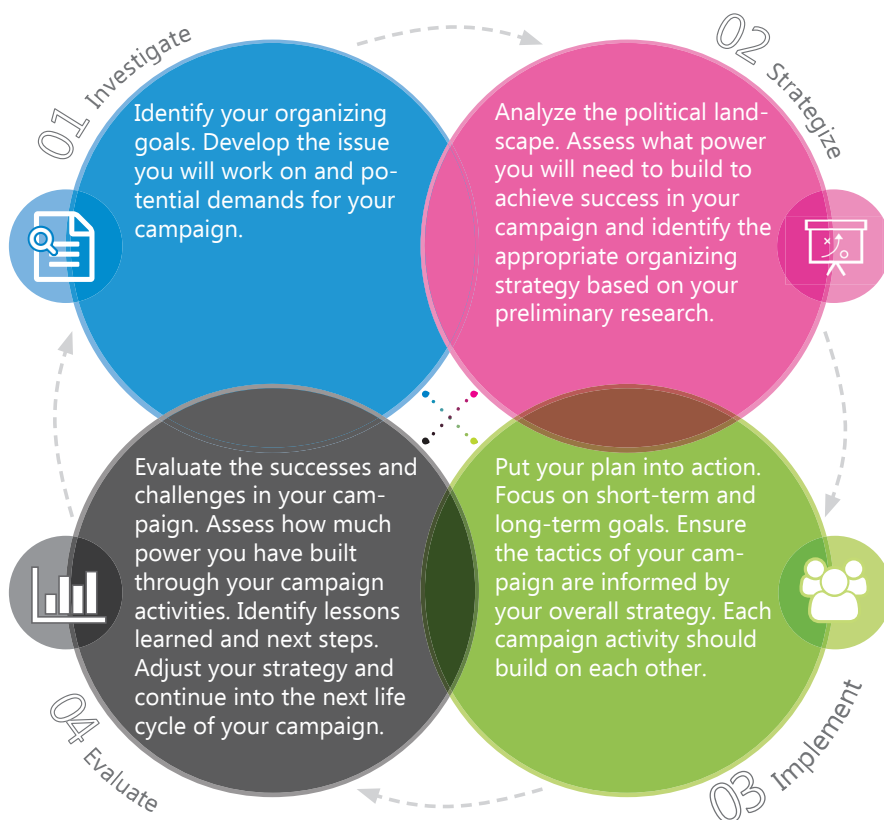 01 Investigate
Identify your organizing
goals. Develop the issue
you will work on and po-
tential demands for your
campaign.
02 Strategize
Analyze the political land-
scape. Assess what power
you will need to build to
achieve success in your
campaign and identify the
appropriate organizing
strategy based on your
preliminary research.
03 Implement
Put your plan into action.
Focus on short-term and
long-term goals. Ensure
the tactics of your cam-
paign are informed by
your overall strategy. Each
campaign activity should
build on each other.
04 Evaluate
Evaluate the successes and
challenges in your cam-
paign. Assess how much
power you have built
through your campaign
activities. Identify lessons
learned and next steps.
Adjust your strategy and
continue into the next life
cycle of your campaign.